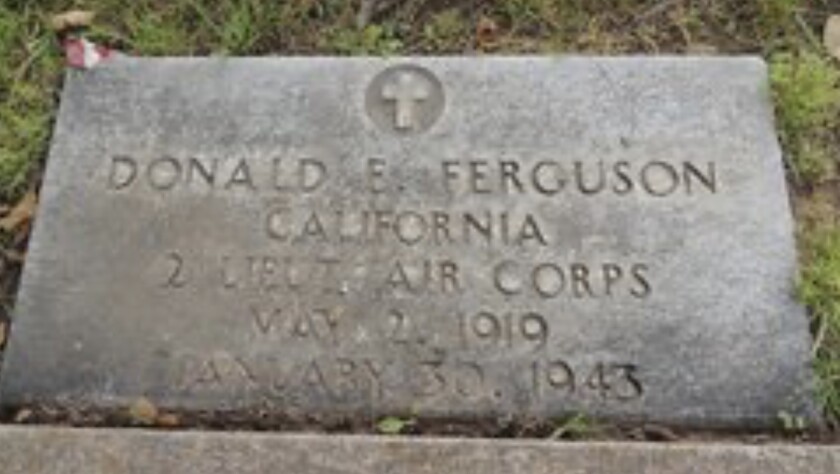 DONALD E. FERGUSON
CALIFORNIA
2 LIEUT. AIR CORPS
MAY 2, 1919
JANUARY 30, 1943